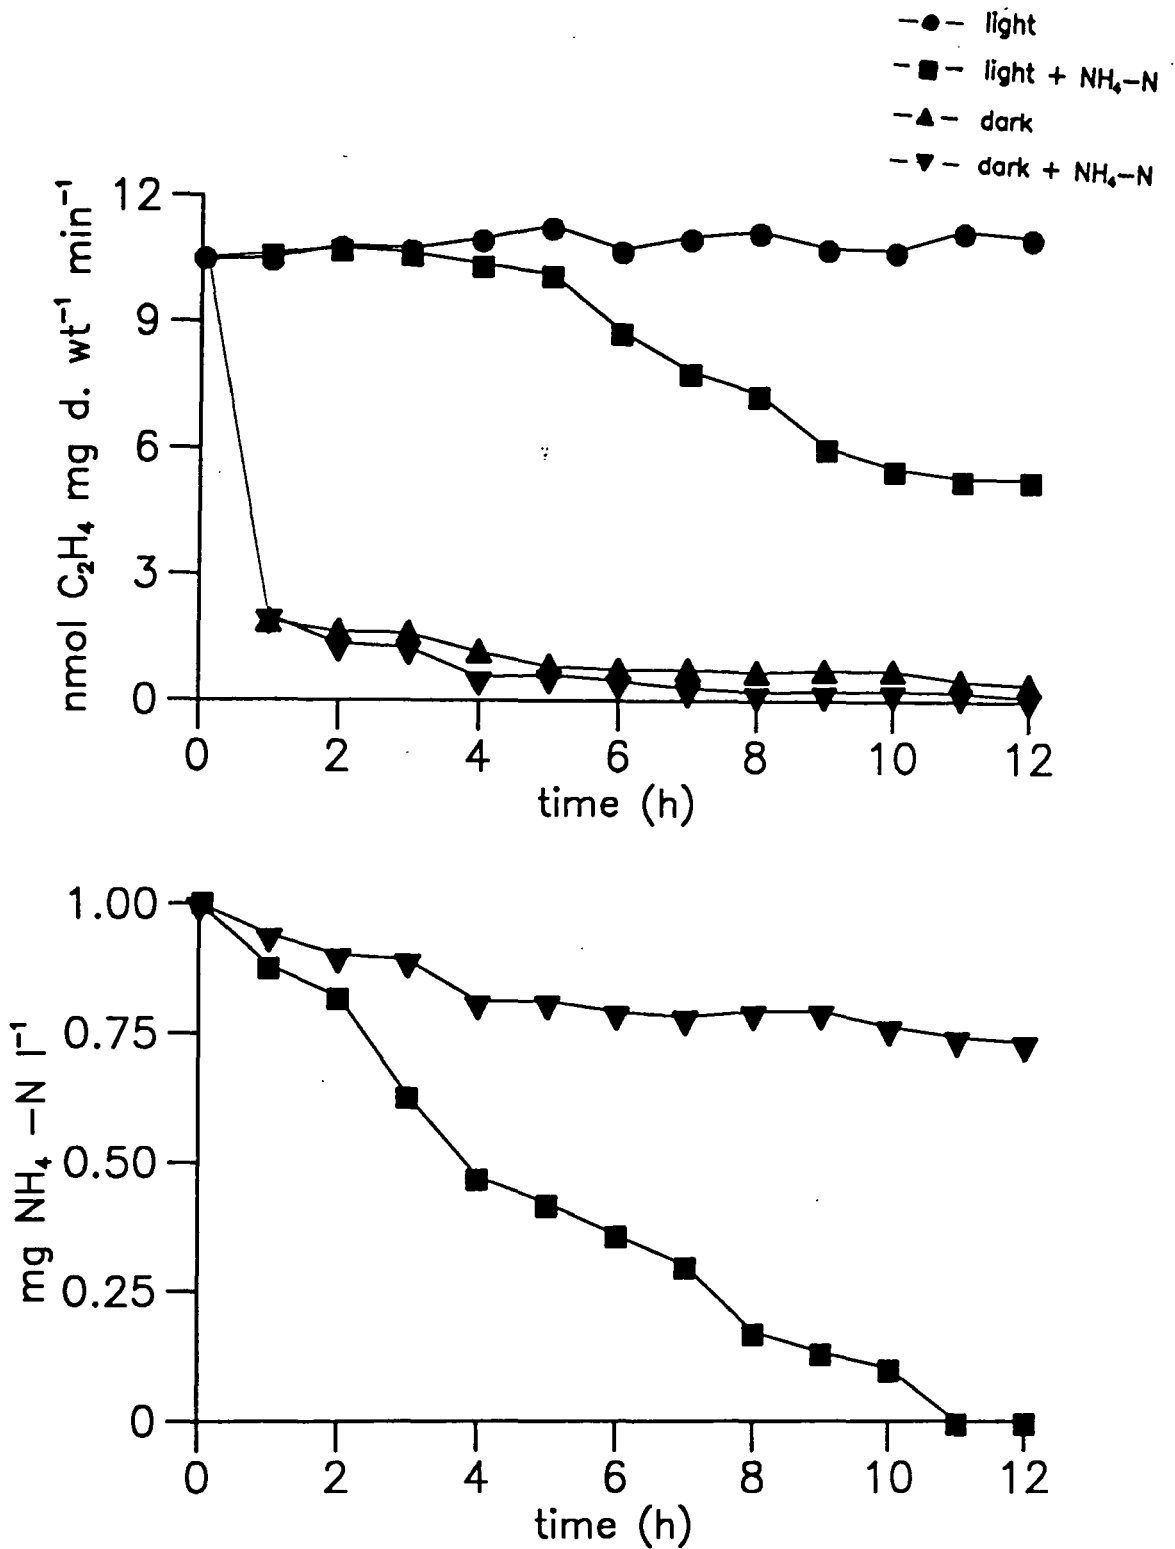 light
light + NH₄–N
dark
dark + NH₄–N
nmol C₂H₄ mg d. wt⁻¹ min⁻¹
12
9
6
3
0
0 2 4 6 8 10 12
time (h)
mg NH₄ –N l⁻¹
1.00
0.75
0.50
0.25
0
0 2 4 6 8 10 12
time (h)